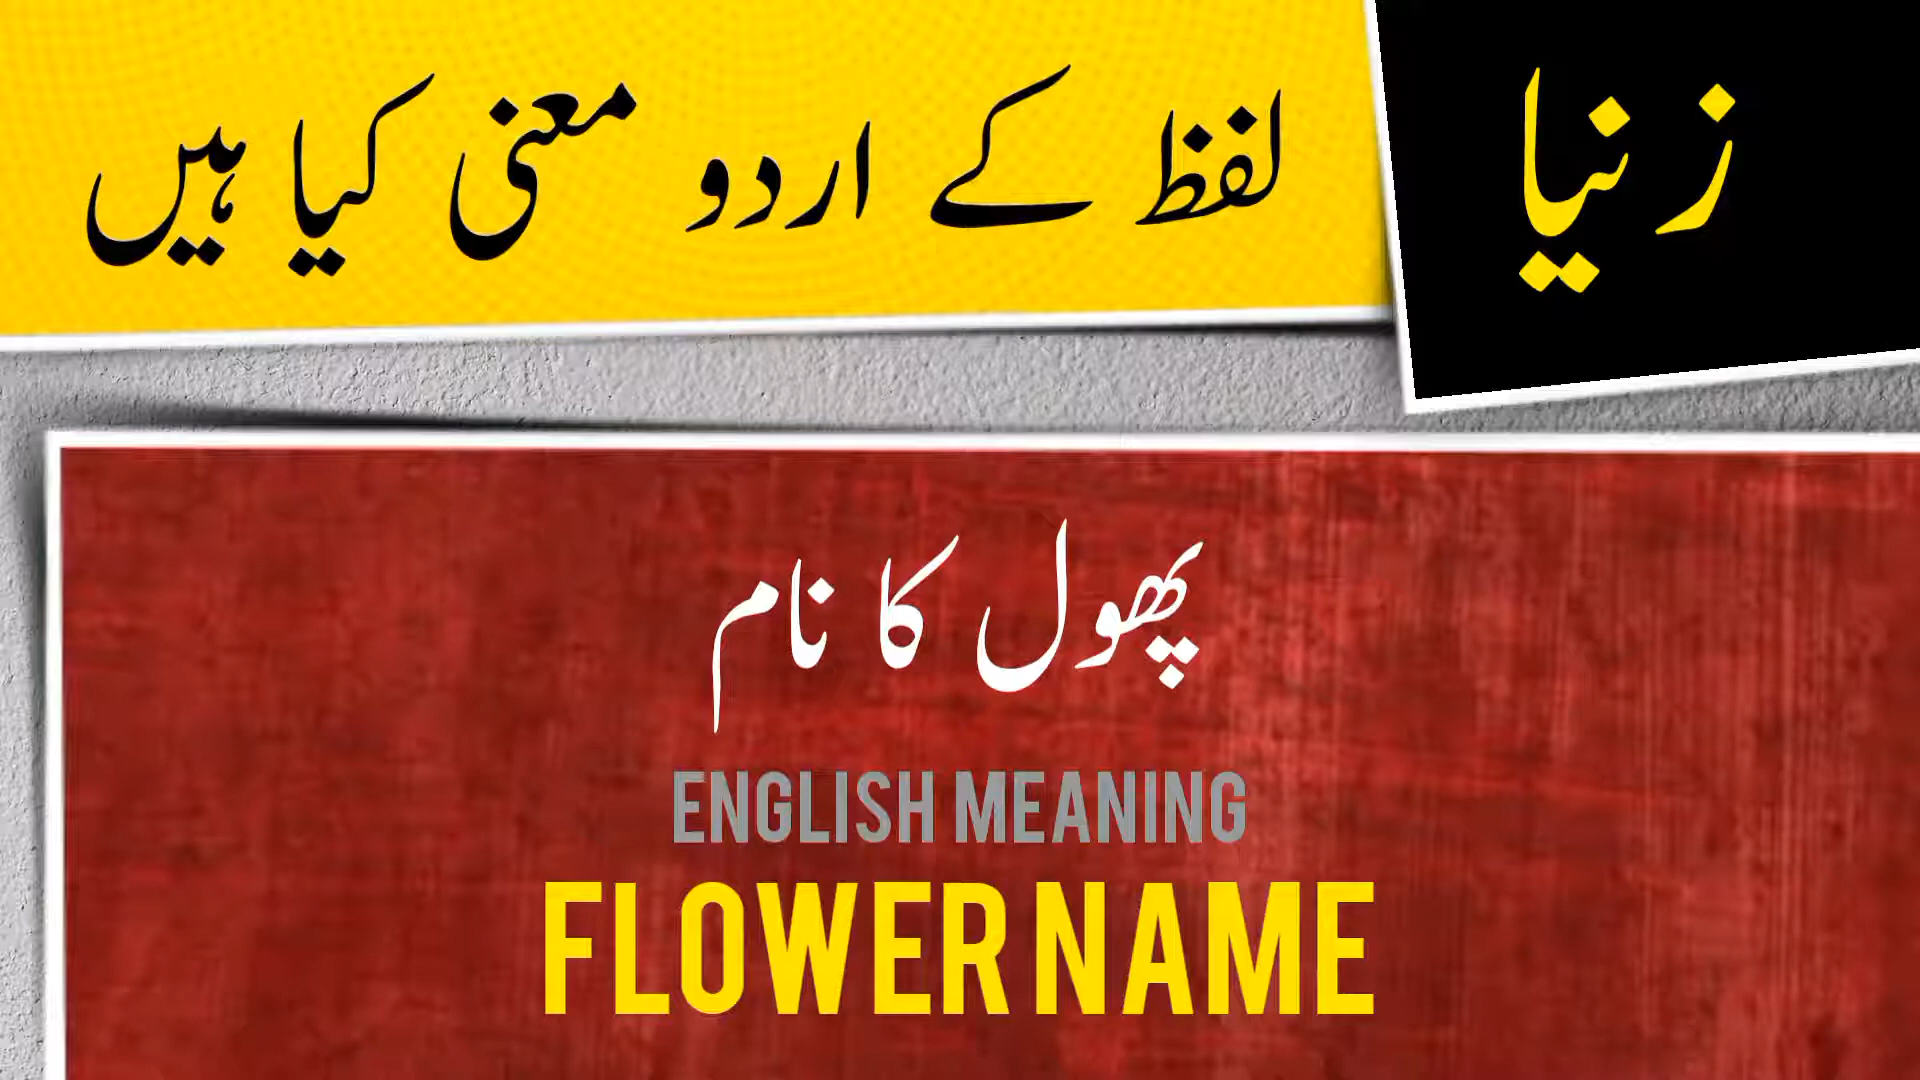 زنیا لفظ کے اردو معنی کیا ہیں
پھول کا نام
ENGLISH MEANING
FLOWER NAME